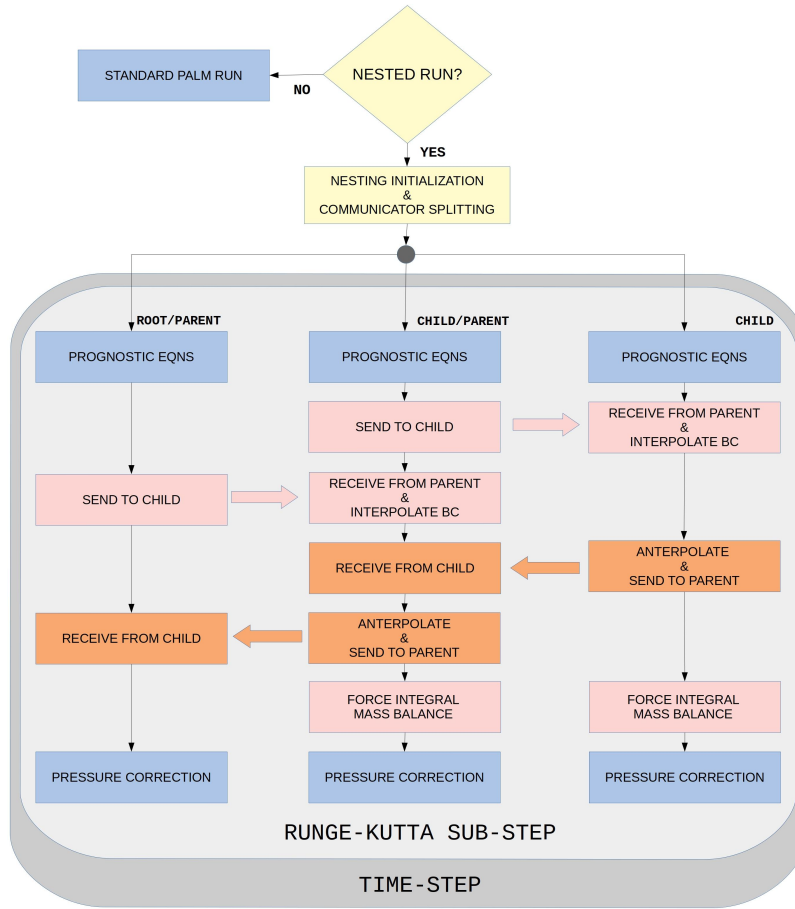 NESTED RUN?
STANDARD PALM RUN
NO
YES
NESTING INITIALIZATION
&
COMMUNICATOR SPLITTING
ROOT/PARENT
CHILD/PARENT
CHILD
PROGNOSTIC EQNS
PROGNOSTIC EQNS
PROGNOSTIC EQNS
SEND TO CHILD
RECEIVE FROM PARENT
&
INTERPOLATE BC
SEND TO CHILD
RECEIVE FROM PARENT
&
INTERPOLATE BC
RECEIVE FROM CHILD
ANTERPOLATE
&
SEND TO PARENT
RECEIVE FROM CHILD
ANTERPOLATE
&
SEND TO PARENT
FORCE INTEGRAL
MASS BALANCE
FORCE INTEGRAL
MASS BALANCE
PRESSURE CORRECTION
PRESSURE CORRECTION
PRESSURE CORRECTION
RUNGE-KUTTA SUB-STEP
TIME-STEP